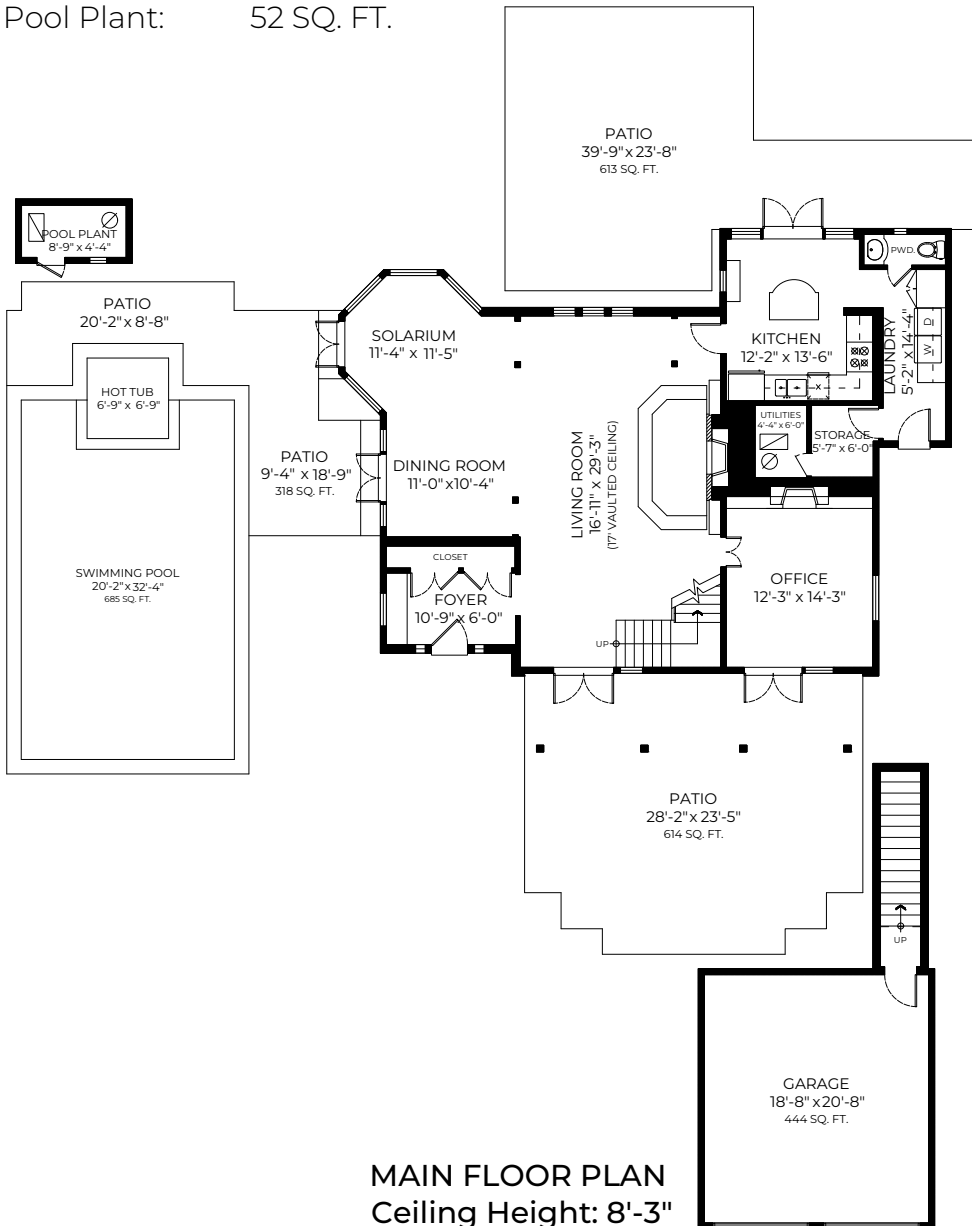 Pool Plant: 52 SQ. FT.
PATIO
39'-9" x 23'-8"
613 SQ. FT.
POOL PLANT
8'-9" x 4'-4"
PWD.
PATIO
20'-2" x 8'-8"
SOLARIUM
11'-4" x 11'-5"
KITCHEN
12'-2" x 13'-6"
LAUNDRY
5'-2" x 14'-4"
D
W
X
HOT TUB
6'-9" x 6'-9"
UTILITIES
4'-4" x 6'-0"
STORAGE
5'-7" x 6'-0"
PATIO
9'-4" x 18'-9"
318 SQ. FT.
DINING ROOM
11'-0" x 10'-4"
LIVING ROOM
16'-11" x 29'-3"
(17' VAULTED CEILING)
CLOSET
FOYER
10'-9" x 6'-0"
SWIMMING POOL
20'-2" x 32'-4"
685 SQ. FT.
OFFICE
12'-3" x 14'-3"
UP
PATIO
28'-2" x 23'-5"
614 SQ. FT.
UP
GARAGE
18'-8" x 20'-8"
444 SQ. FT.
MAIN FLOOR PLAN
Ceiling Height: 8'-3"